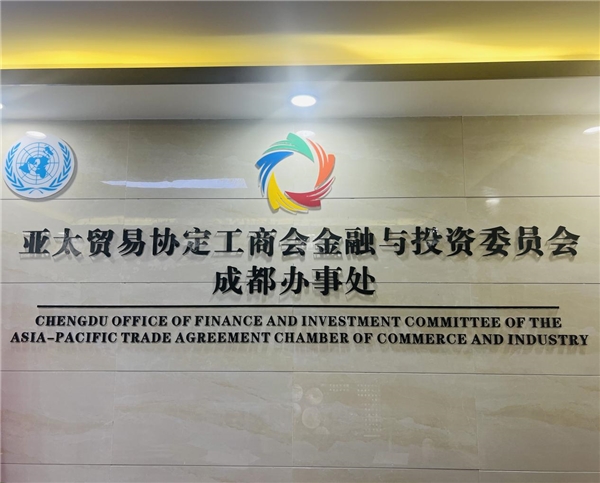 亚太贸易协定工商会金融与投资委员会
成都办事处
CHENGDU OFFICE OF FINANCE AND INVESTMENT COMMITTEE OF THE
ASIA-PACIFIC TRADE AGREEMENT CHAMBER OF COMMERCE AND INDUSTRY